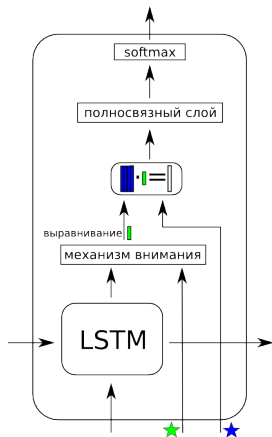 softmax
полносвязный слой
выравнивание
механизм внимания
LSTM